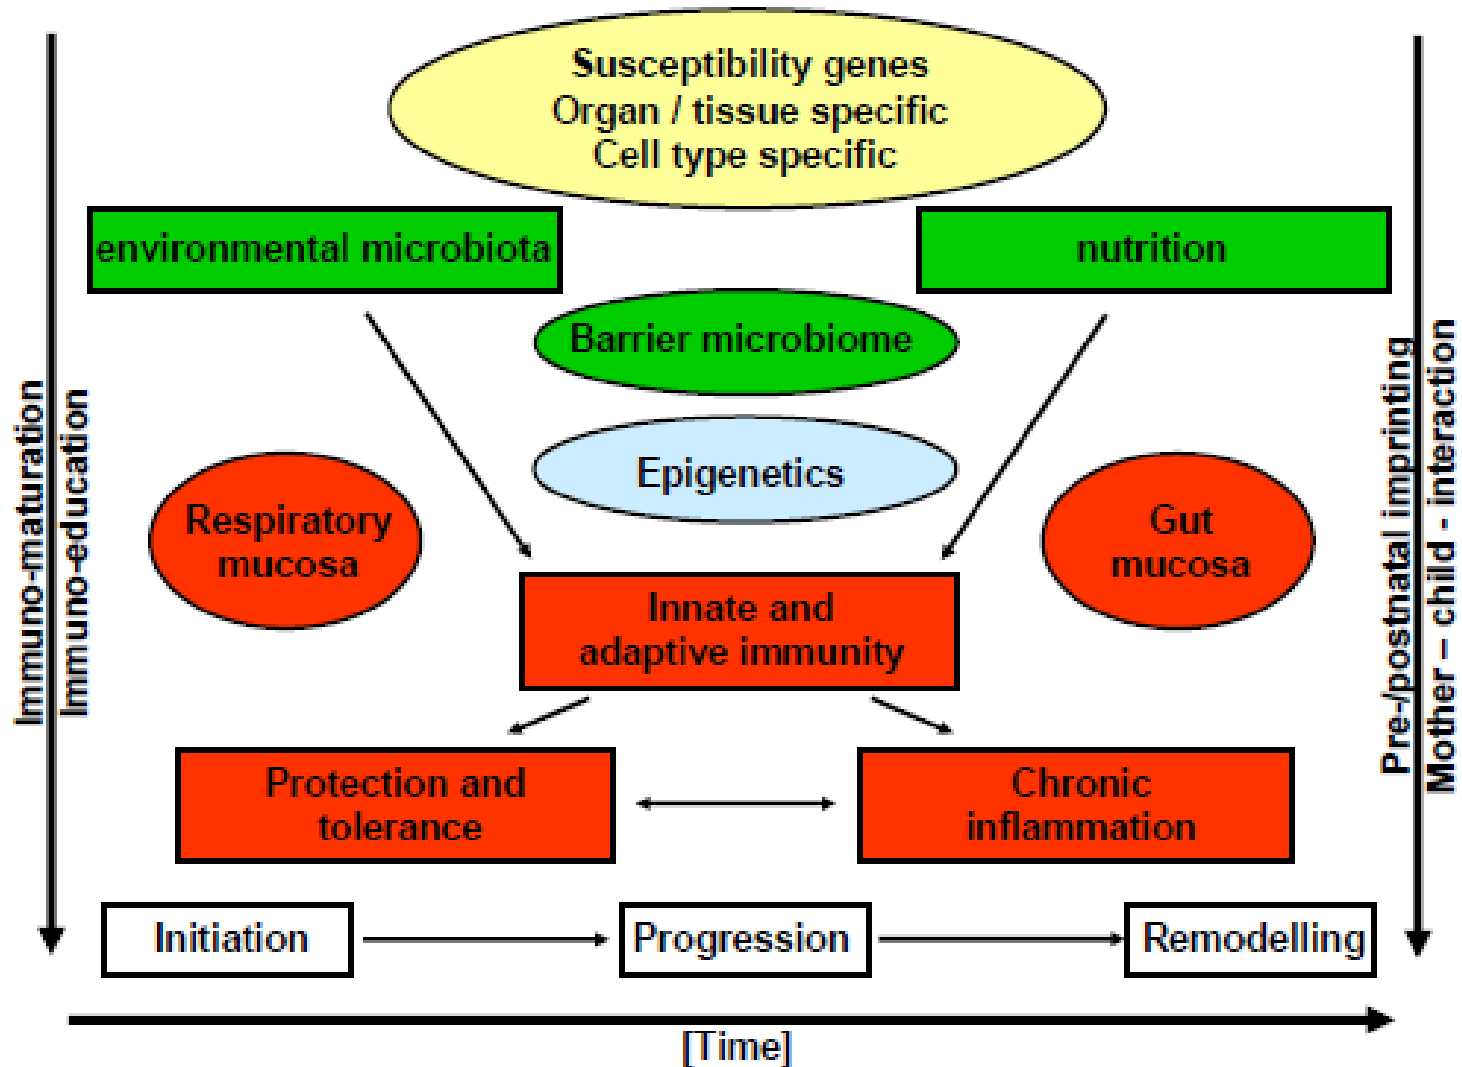 Susceptibility genes
Organ / tissue specific
Cell type specific
environmental microbiota
nutrition
Barrier microbiome
Epigenetics
Respiratory
mucosa
Gut
mucosa
Innate and
adaptive immunity
Protection and
tolerance
Chronic
inflammation
Initiation
Progression
Remodelling
[Time]
Immuno-maturation
Immuno-education
Pre-/postnatal imprinting
Mother – child - interaction